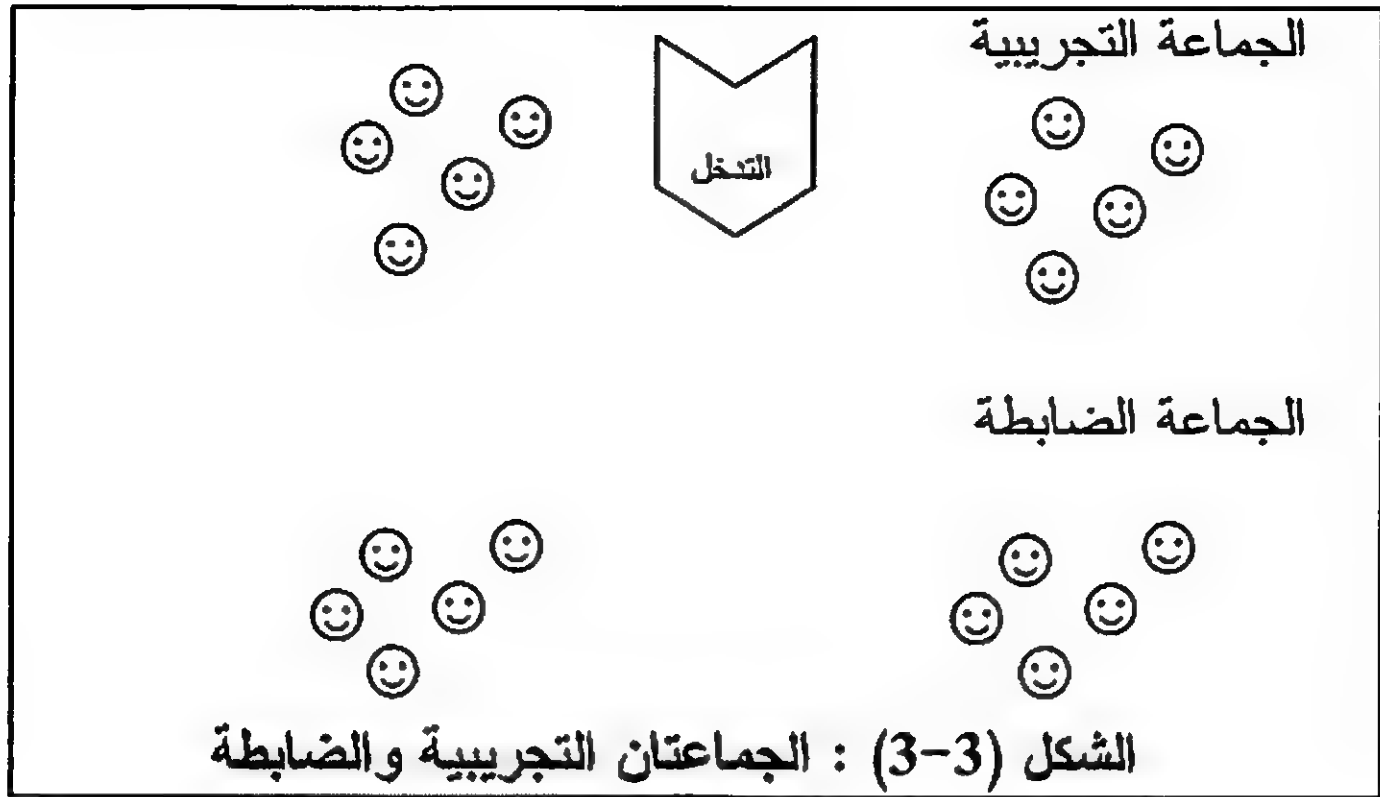 الجماعة التجريبية
التدخل
الجماعة الضابطة
الشكل (3-3) : الجماعتان التجريبية والضابطة